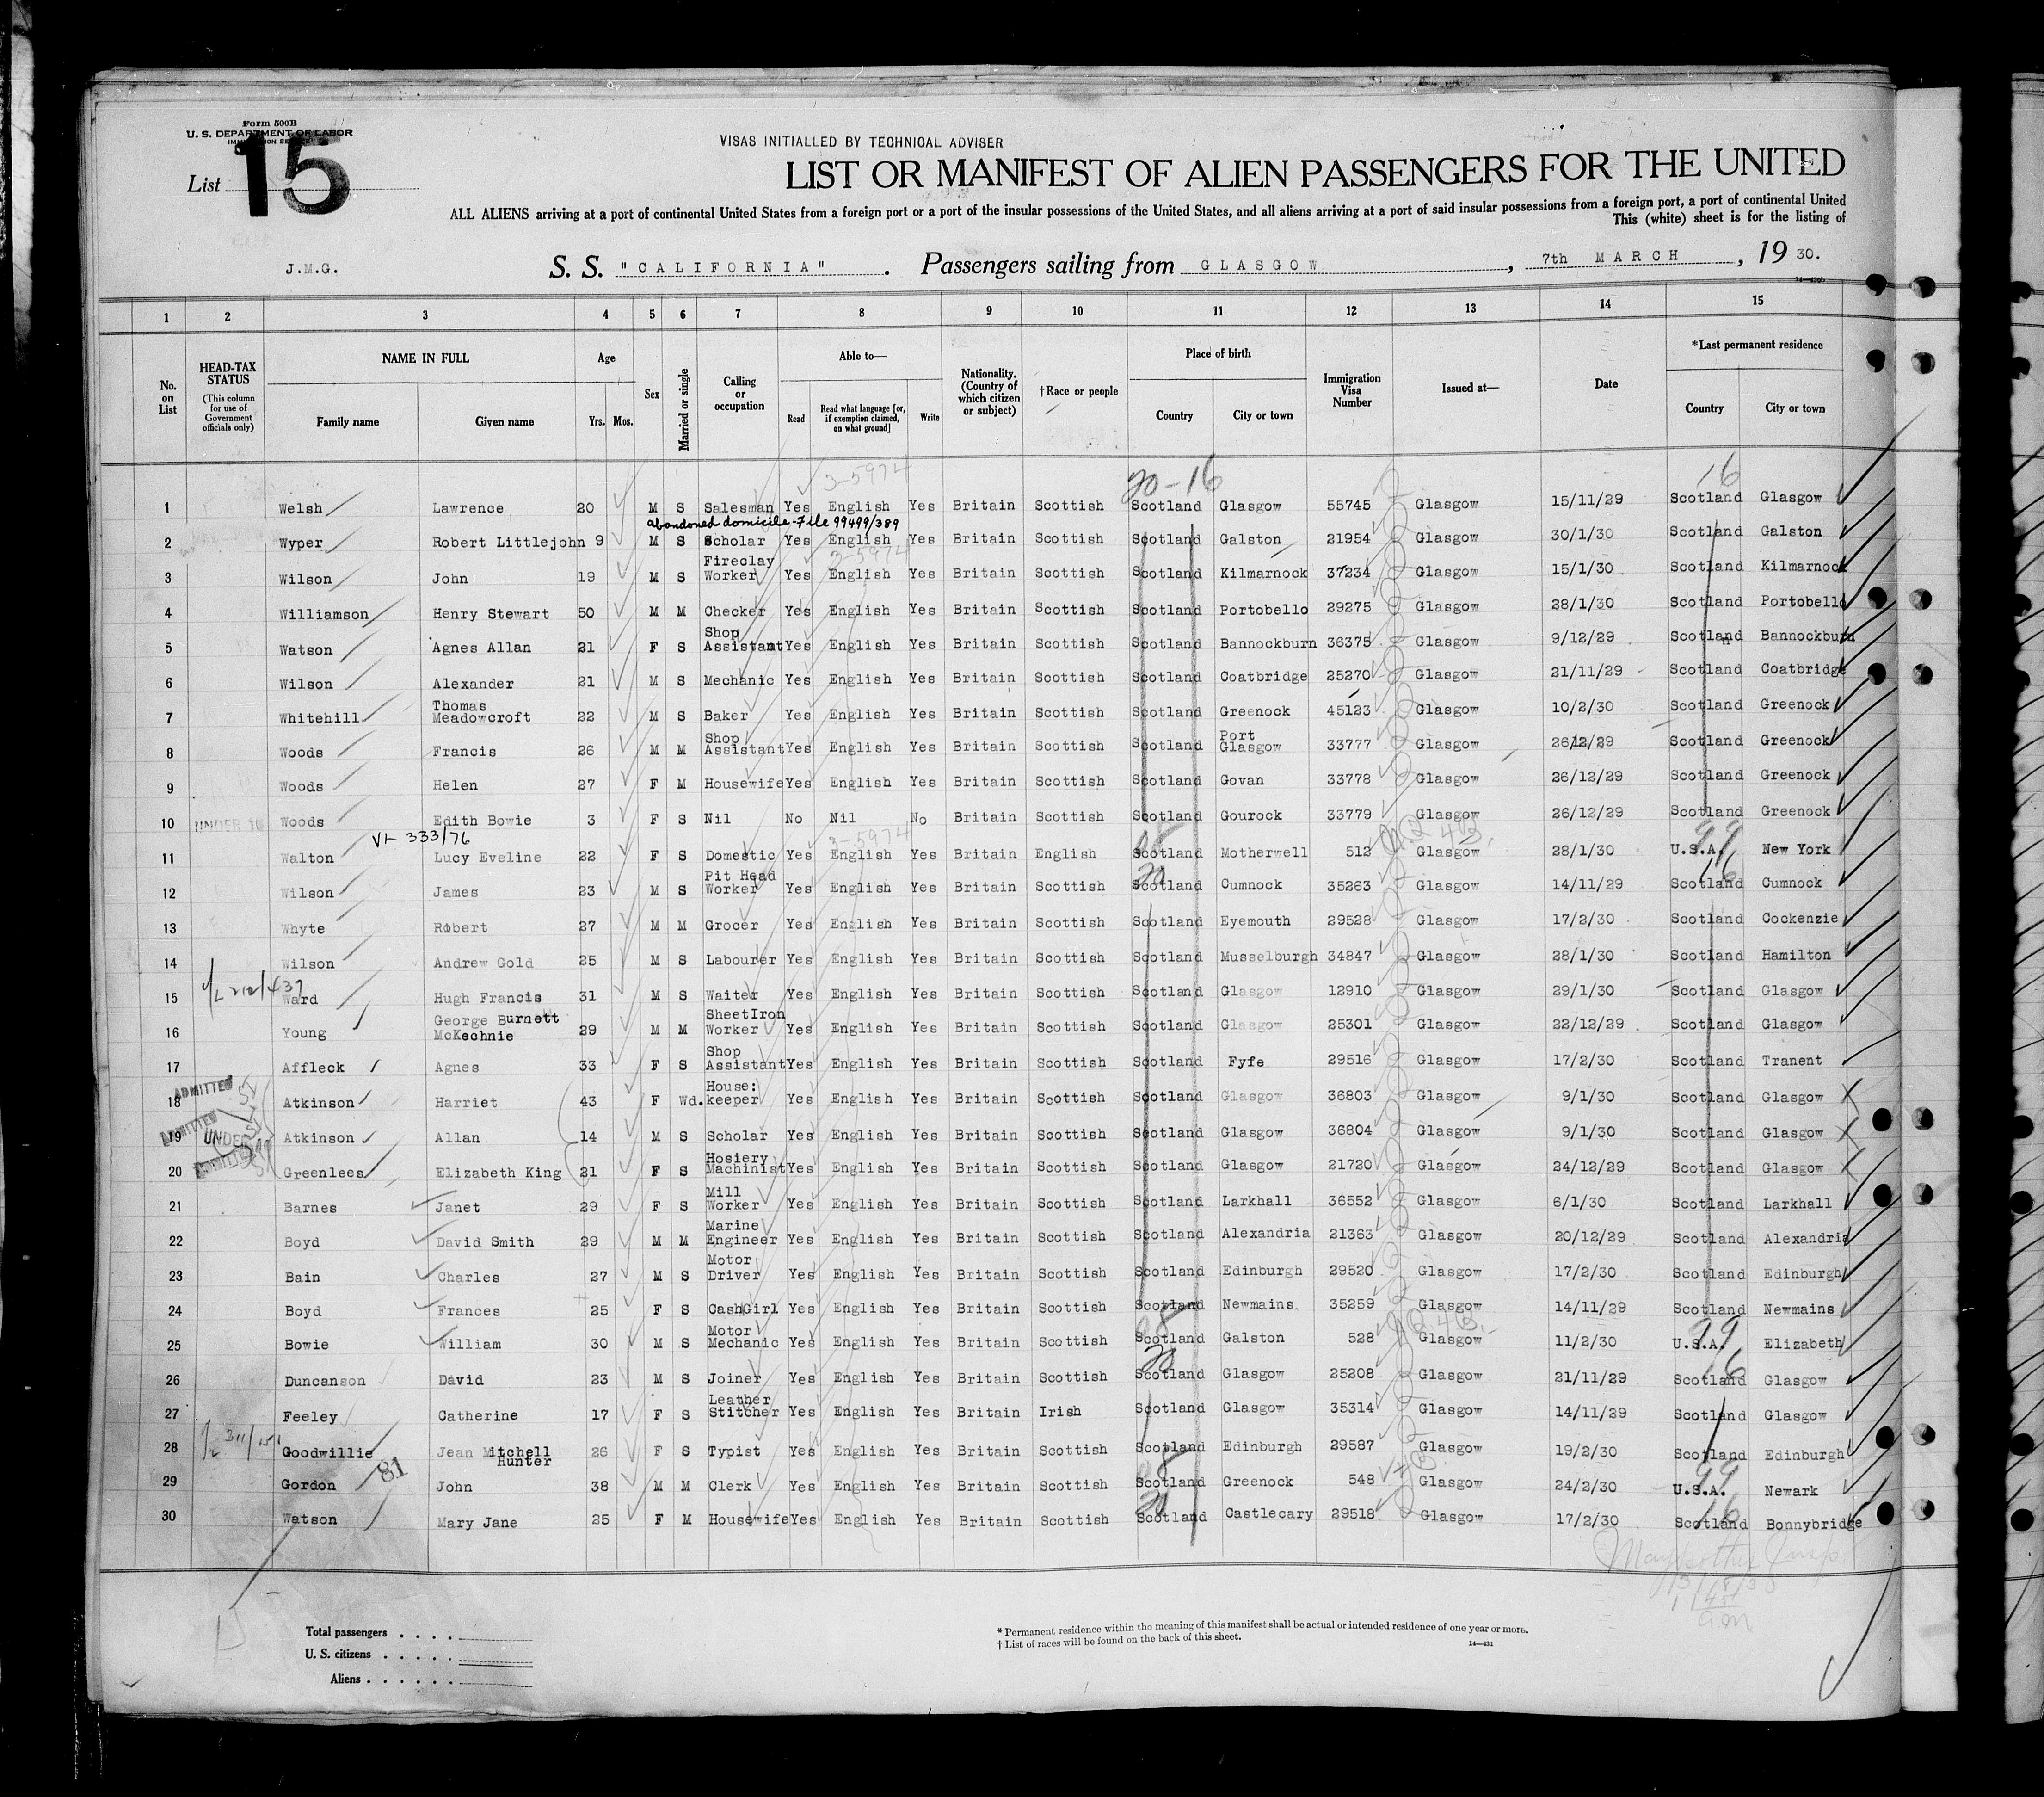 Form 500B
U. S. DEPARTMENT OF LABOR
List 15
VISAS INITIALLED BY TECHNICAL ADVISER
LIST OR MANIFEST OF ALIEN PASSENGERS FOR THE UNITED
ALL ALIENS arriving at a port of continental United States from a foreign port or a port of the insular possessions of the United States, and all aliens arriving at a port of said insular possessions from a foreign port, a port of continental United
This (white) sheet is for the listing of
J.M.G.
S. S. "CALIFORNIA". Passengers sailing from GLASGOW, 7th MARCH, 19 30.
1 2 3 4 5 6 7 8 9 10 11 12 13 14 15
No. on List
HEAD-TAX STATUS (This column for use of Government officials only)
NAME IN FULL
Family name Given name
Age Yrs. Mos.
Sex
Married or single
Calling or occupation
Able to—
Read Read what language [or, if exemption claimed, on what ground] Write
Nationality. (Country of which citizen or subject)
†Race or people
Place of birth
Country City or town
Immigration Visa Number
Issued at—
Date
*Last permanent residence
Country City or town
3-5974 20-16 16
1 Welsh Lawrence 20 M S Salesman Yes English Yes Britain Scottish Scotland Glasgow 55745 Glasgow 15/11/29 Scotland Glasgow
abandoned domicile-File 99499/389
2 Wyper Robert Littlejohn 9 M S Scholar Yes English Yes Britain Scottish Scotland Galston 21954 Glasgow 30/1/30 Scotland Galston
3-5974
3 Wilson John 19 M S Fireclay Worker Yes English Yes Britain Scottish Scotland Kilmarnock 37234 Glasgow 15/1/30 Scotland Kilmarnock
4 Williamson Henry Stewart 50 M M Checker Yes English Yes Britain Scottish Scotland Portobello 29275 Glasgow 28/1/30 Scotland Portobello
5 Watson Agnes Allan 21 F S Shop Assistant Yes English Yes Britain Scottish Scotland Bannockburn 36375 Glasgow 9/12/29 Scotland Bannockburn
6 Wilson Alexander 21 M S Mechanic Yes English Yes Britain Scottish Scotland Coatbridge 25270 Glasgow 21/11/29 Scotland Coatbridge
7 Whitehill Thomas Meadowcroft 22 M S Baker Yes English Yes Britain Scottish Scotland Greenock 45123 Glasgow 10/2/30 Scotland Greenock
8 Woods Francis 26 M M Shop Assistant Yes English Yes Britain Scottish Scotland Port Glasgow 33777 Glasgow 26/12/29 Scotland Greenock
9 Woods Helen 27 F M Housewife Yes English Yes Britain Scottish Scotland Govan 33778 Glasgow 26/12/29 Scotland Greenock
10 UNDER 16 Woods Edith Bowie 3 F S Nil No Nil No Britain Scottish Scotland Gourock 33779 Glasgow 26/12/29 Scotland Greenock
VL 333/76 3-5974 99
11 Walton Lucy Eveline 22 F S Domestic Yes English Yes Britain English Scotland Motherwell 512 Glasgow 28/1/30 U.S.A. New York
12 Wilson James 23 M S Pit Head Worker Yes English Yes Britain Scottish Scotland Cumnock 35263 Glasgow 14/11/29 Scotland Cumnock
13 Whyte Robert 27 M M Grocer Yes English Yes Britain Scottish Scotland Eyemouth 29528 Glasgow 17/2/30 Scotland Cockenzie
14 Wilson Andrew Gold 25 M S Labourer Yes English Yes Britain Scottish Scotland Musselburgh 34847 Glasgow 28/1/30 Scotland Hamilton
15 Ward Hugh Francis 31 M S Waiter Yes English Yes Britain Scottish Scotland Glasgow 12910 Glasgow 29/1/30 Scotland Glasgow
16 Young George Burnett McKechnie 29 M M SheetIron Worker Yes English Yes Britain Scottish Scotland Glasgow 25301 Glasgow 22/12/29 Scotland Glasgow
17 Affleck Agnes 33 F S Shop Assistant Yes English Yes Britain Scottish Scotland Fyfe 29516 Glasgow 17/2/30 Scotland Tranent
ADMITTED
18 Atkinson Harriet 43 F Wd. House: keeper Yes English Yes Britain Scottish Scotland Glasgow 36803 Glasgow 9/1/30 Scotland Glasgow
ADMITTED
19 UNDER Atkinson Allan 14 M S Scholar Yes English Yes Britain Scottish Scotland Glasgow 36804 Glasgow 9/1/30 Scotland Glasgow
20 Greenlees Elizabeth King 21 F S Hosiery Machinist Yes English Yes Britain Scottish Scotland Glasgow 21720 Glasgow 24/12/29 Scotland Glasgow
21 Barnes Janet 29 F S Mill Worker Yes English Yes Britain Scottish Scotland Larkhall 36552 Glasgow 6/1/30 Scotland Larkhall
22 Boyd David Smith 29 M M Marine Engineer Yes English Yes Britain Scottish Scotland Alexandria 21363 Glasgow 20/12/29 Scotland Alexandria
23 Bain Charles 27 M S Motor Driver Yes English Yes Britain Scottish Scotland Edinburgh 29520 Glasgow 17/2/30 Scotland Edinburgh
24 Boyd Frances 25 F S CashGirl Yes English Yes Britain Scottish Scotland Newmains 35259 Glasgow 14/11/29 Scotland Newmains
25 Bowie William 30 M S Motor Mechanic Yes English Yes Britain Scottish Scotland Galston 528 Glasgow 11/2/30 U.S.A. Elizabeth
26 Duncanson David 23 M S Joiner Yes English Yes Britain Scottish Scotland Glasgow 25208 Glasgow 21/11/29 Scotland Glasgow
27 Feeley Catherine 17 F S Leather Stitcher Yes English Yes Britain Irish Scotland Glasgow 35314 Glasgow 14/11/29 Scotland Glasgow
28 Goodwillie Jean Mitchell Hunter 26 F S Typist Yes English Yes Britain Scottish Scotland Edinburgh 29587 Glasgow 19/2/30 Scotland Edinburgh
29 Gordon 81 John 38 M M Clerk Yes English Yes Britain Scottish Scotland Greenock 548 Glasgow 24/2/30 U.S.A. Newark
30 Watson Mary Jane 25 F M Housewife Yes English Yes Britain Scottish Scotland Castlecary 29518 Glasgow 17/2/30 Scotland Bonnybridge
Total passengers
U. S. citizens
Aliens
* Permanent residence within the meaning of this manifest shall be actual or intended residence of one year or more.
† List of races will be found on the back of this sheet.
14—431